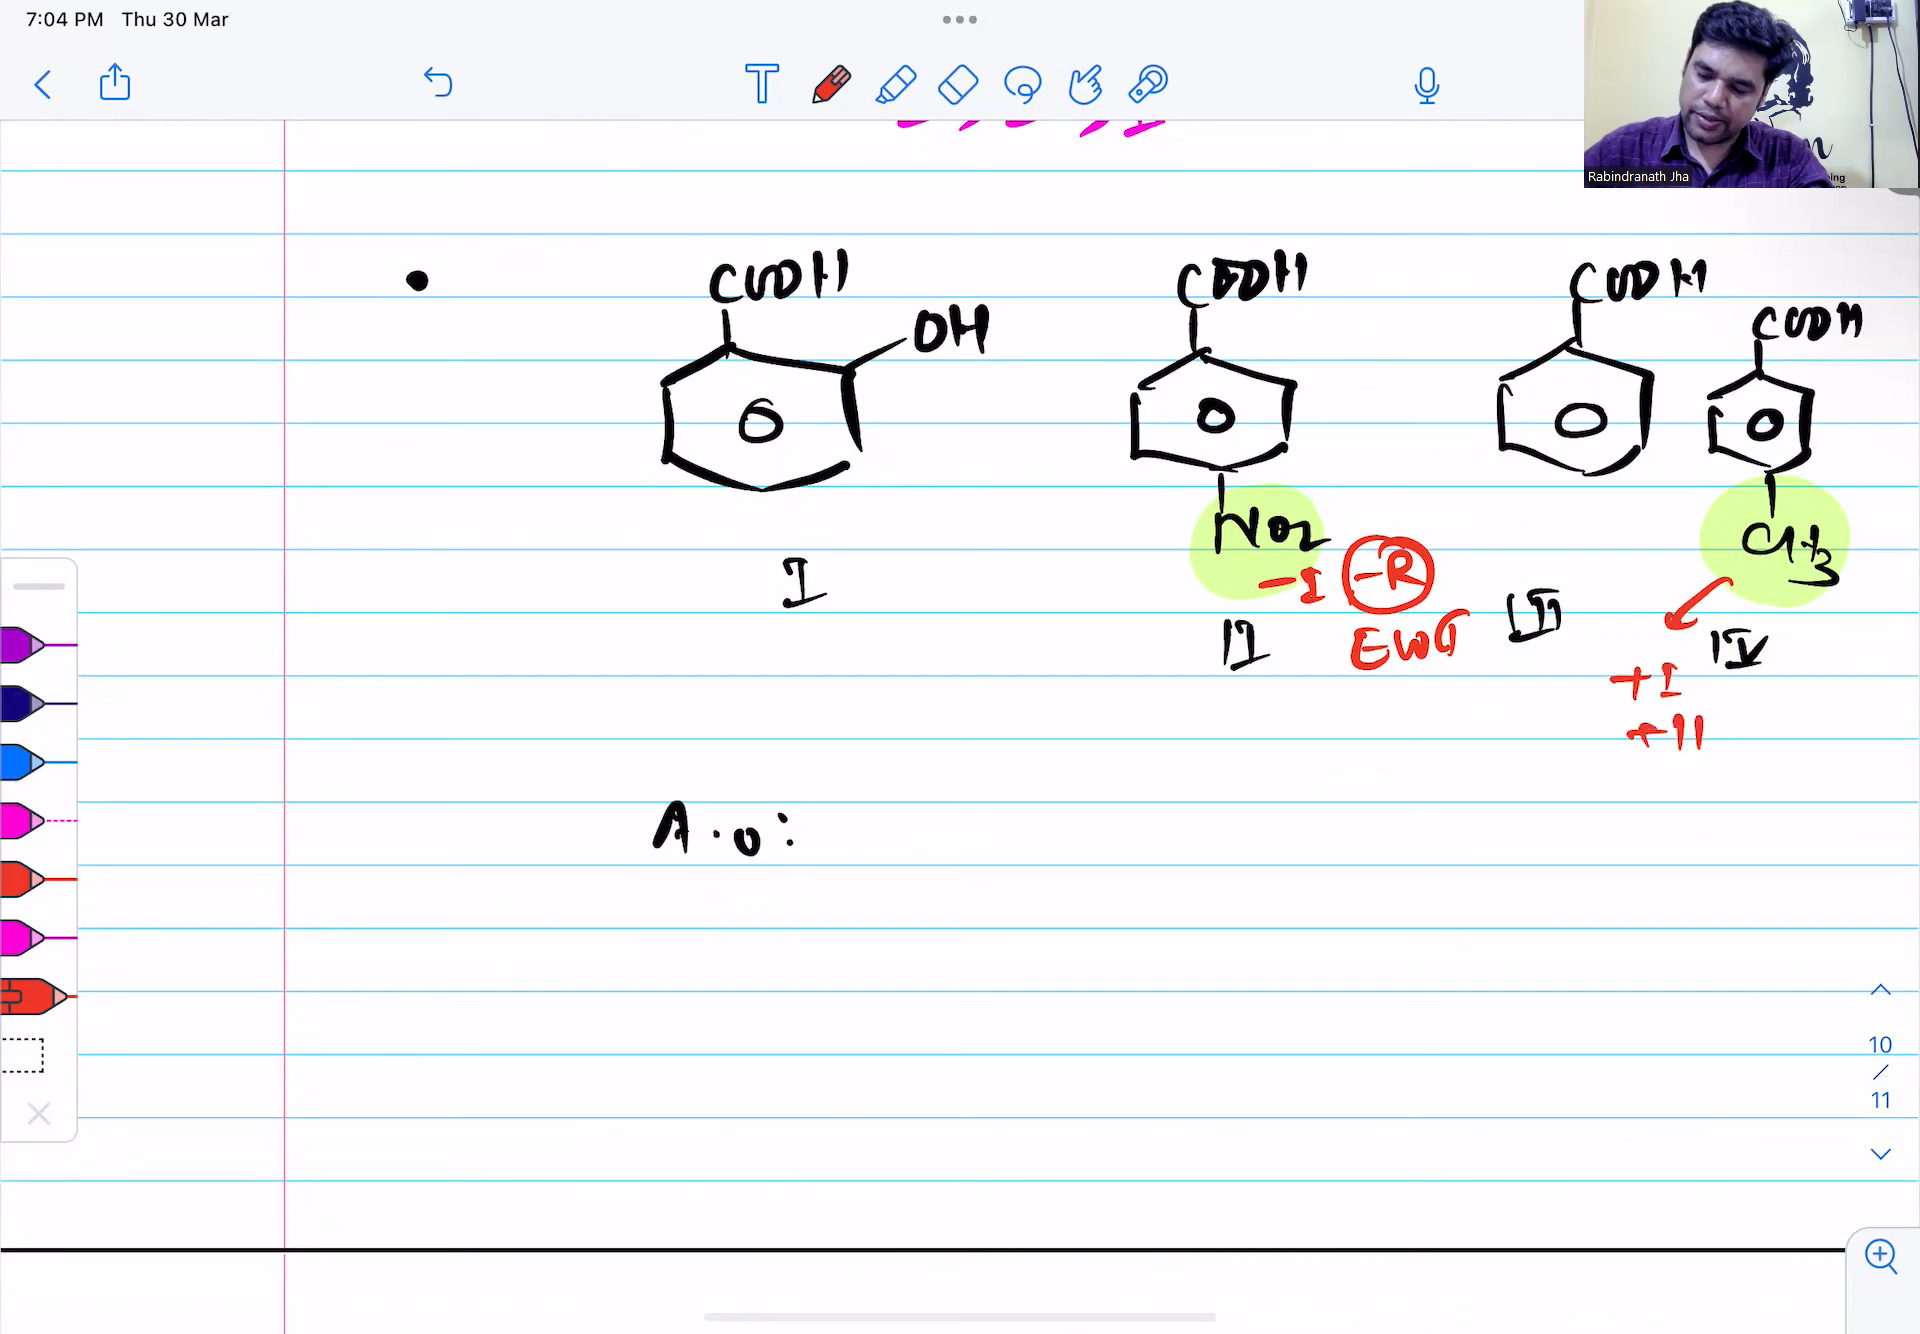 7:04 PM Thu 30 Mar
Rabindranath Jha
COOH
OH
I
COOH
NO2
-I -R
EWG
II
COOH
III
COOH
CH3
IV
+I
+H
A.O:
10
/
11